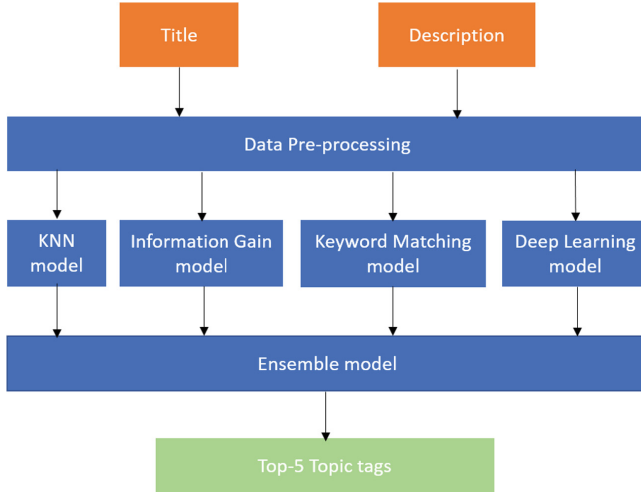 Title
Description
Data Pre-processing
KNN
model
Information Gain
model
Keyword Matching
model
Deep Learning
model
Ensemble model
Top-5 Topic tags